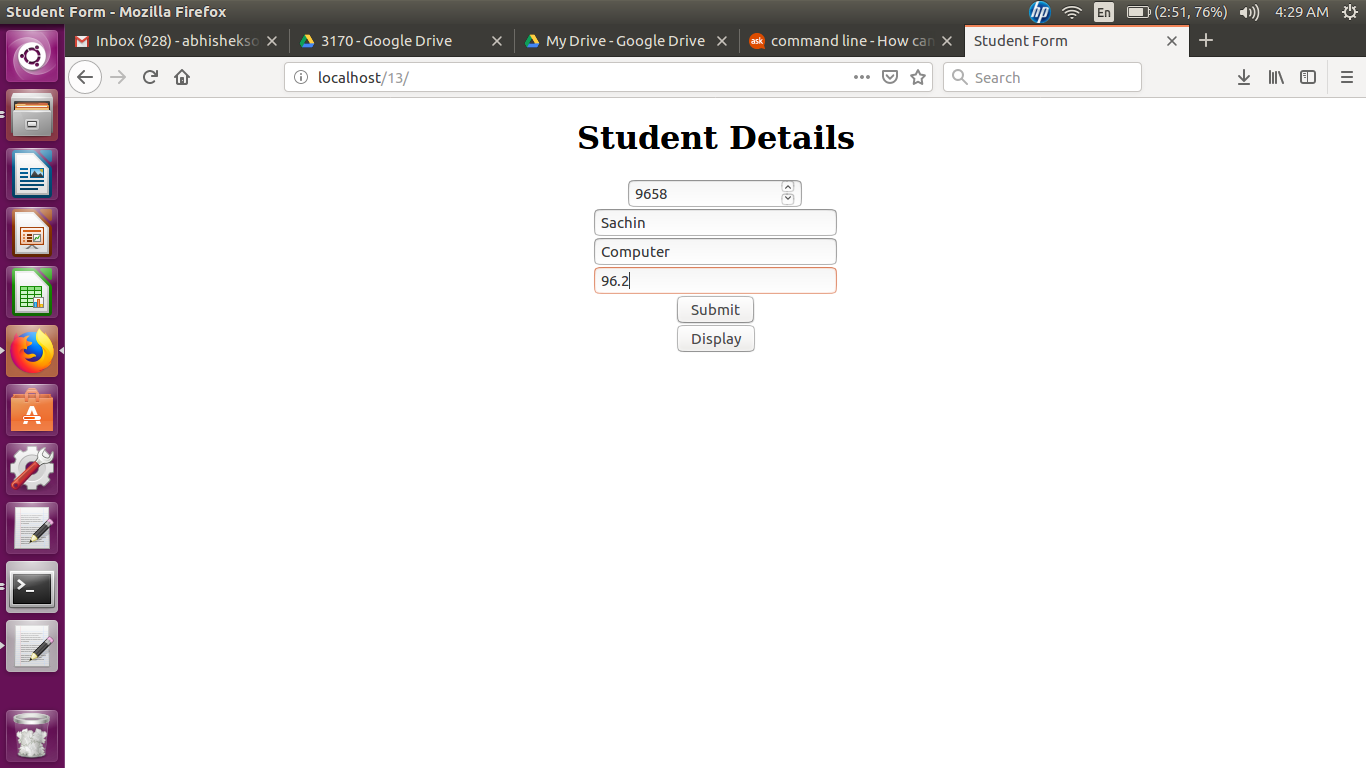 Student Form - Mozilla Firefox
hp En (2:51, 76%) 4:29 AM
Inbox (928) - abhishekso 3170 - Google Drive My Drive - Google Drive ask command line - How can Student Form
localhost/13/ Search
Student Details
9658
Sachin
Computer
96.2
Submit
Display